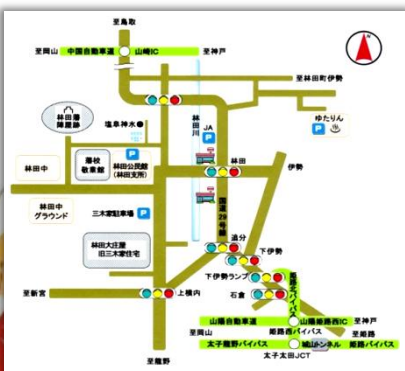 至鳥取
至岡山
中国自動車道
山崎IC
至神戸
至林田町伊勢
林田藩
陣屋跡
塩阜神水
林田川
JA
P
ゆたりん
P
林田中
藩校
敬業館
P
林田公民館
(林田支所)
林田
伊勢
国道29号線
林田中
グラウンド
三木家駐車場
P
林田大庄屋
旧三木家住宅
追分
下伊勢
下伊勢ランプ
姫路北バイパス
石倉
至新宮
上横内
山陽自動車道
山陽姫路西IC
至神戸
至岡山
姫路西バイパス
至姫路
太子龍野バイパス
城山トンネル
姫路バイパス
至龍野
太子太田JCT